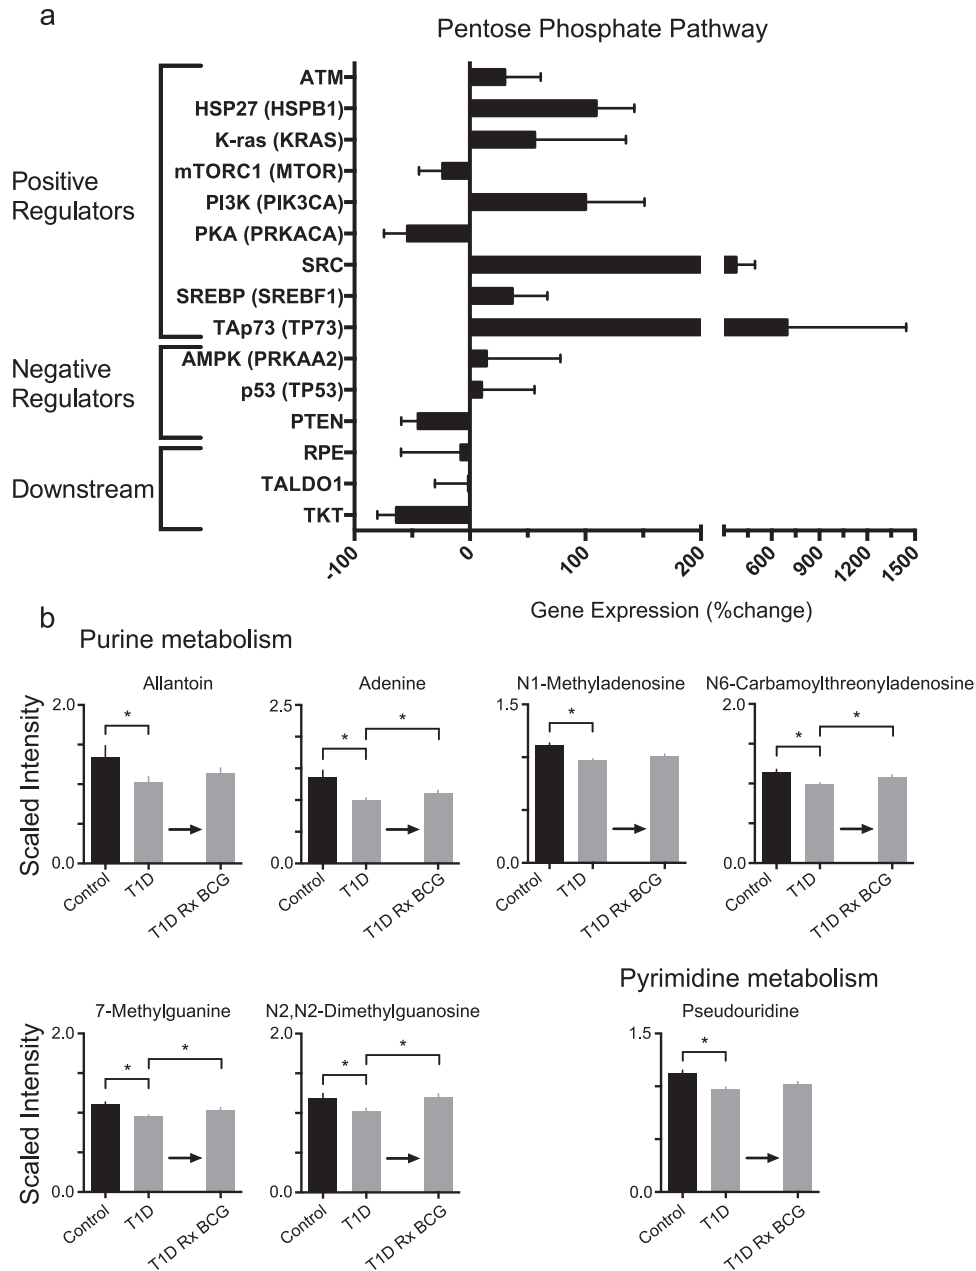 a
Pentose Phosphate Pathway
Positive
Regulators
ATM
HSP27 (HSPB1)
K-ras (KRAS)
mTORC1 (MTOR)
PI3K (PIK3CA)
PKA (PRKACA)
SRC
SREBP (SREBF1)
TAp73 (TP73)
Negative
Regulators
AMPK (PRKAA2)
p53 (TP53)
PTEN
Downstream
RPE
TALDO1
TKT
-100 0 100 200 600 900 1200 1500
Gene Expression (%change)
b
Purine metabolism
Allantoin
Scaled Intensity
2.0
0.0
*
Control T1D T1D Rx BCG
Adenine
2.5
0.0
* *
Control T1D T1D Rx BCG
N1-Methyladenosine
1.5
0.0
*
Control T1D T1D Rx BCG
N6-Carbamoylthreonyladenosine
2.0
0.0
* *
Control T1D T1D Rx BCG
7-Methylguanine
Scaled Intensity
2.0
0.0
* *
Control T1D T1D Rx BCG
N2,N2-Dimethylguanosine
2.0
0.0
* *
Control T1D T1D Rx BCG
Pyrimidine metabolism
Pseudouridine
1.5
0.0
*
Control T1D T1D Rx BCG